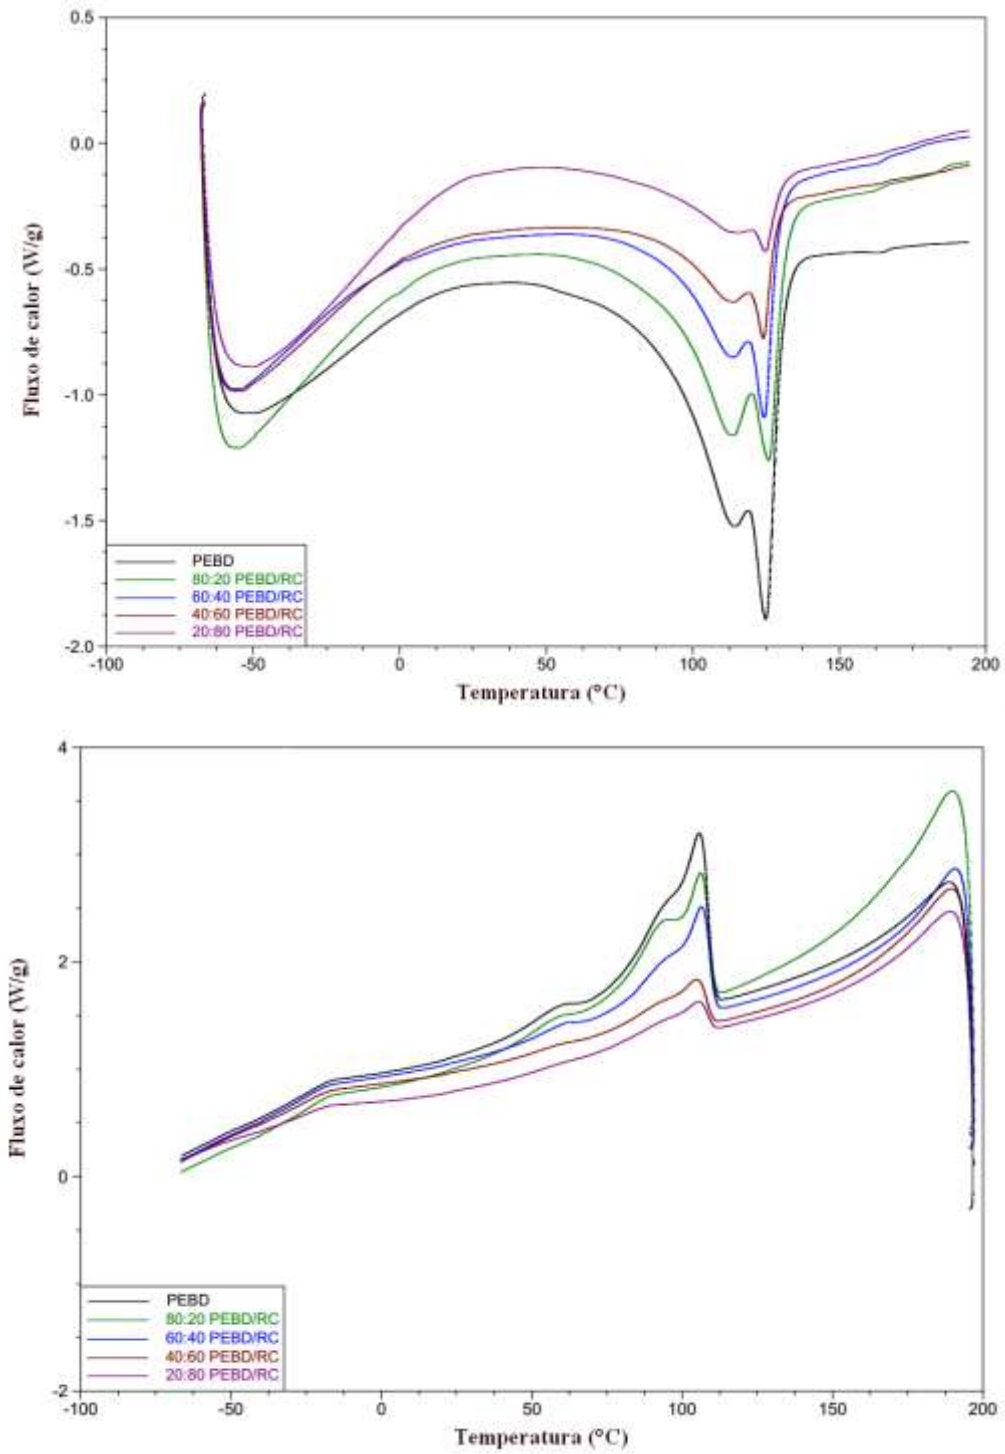 0.5
0.0
Fluxo de calor (W/g)
-0.5
-1.0
-1.5
PEBD
80:20 PEBD/RC
60:40 PEBD/RC
40:60 PEBD/RC
20:80 PEBD/RC
-2.0
-100 -50 0 50 100 150 200
Temperatura (°C)
4
2
Fluxo de calor (W/g)
0
PEBD
80:20 PEBD/RC
60:40 PEBD/RC
40:60 PEBD/RC
20:80 PEBD/RC
-2
-100 -50 0 50 100 150 200
Temperatura (°C)